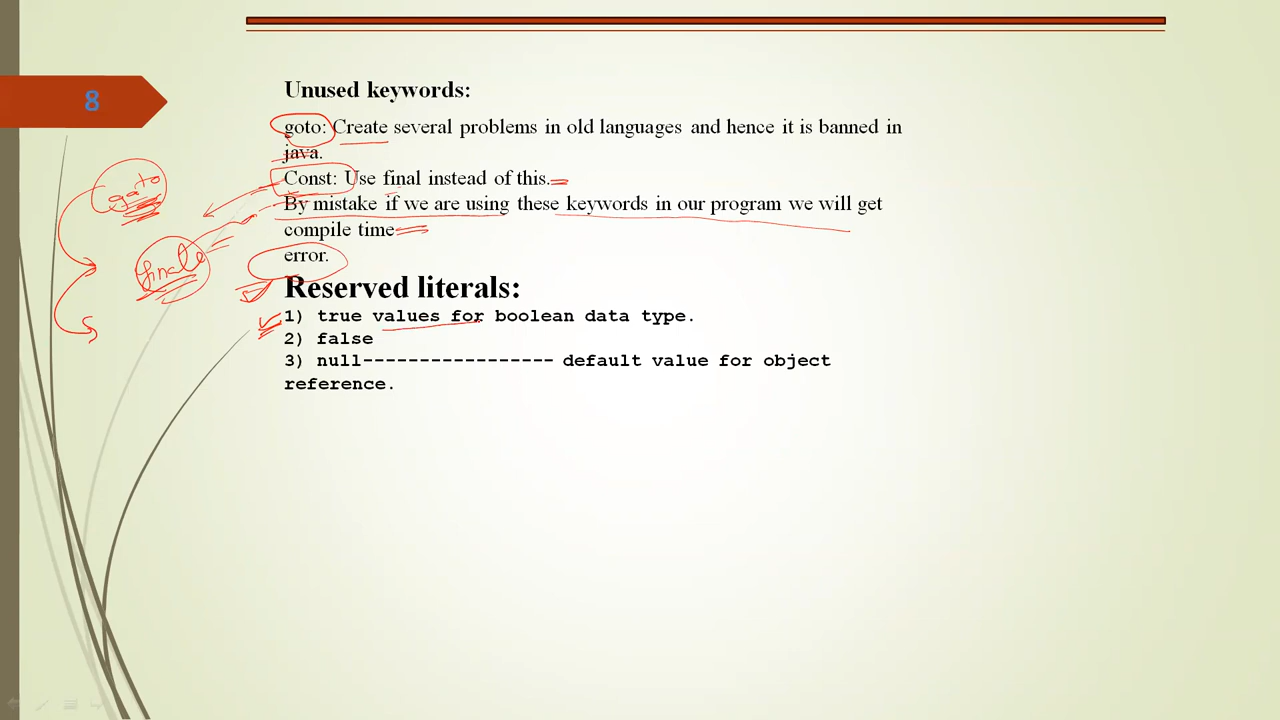 8
Unused keywords:
goto: Create several problems in old languages and hence it is banned in
java.
Const: Use final instead of this.
By mistake if we are using these keywords in our program we will get
compile time
error.
Reserved literals:
1) true values for boolean data type.
2) false
3) null------------------ default value for object
reference.
goto